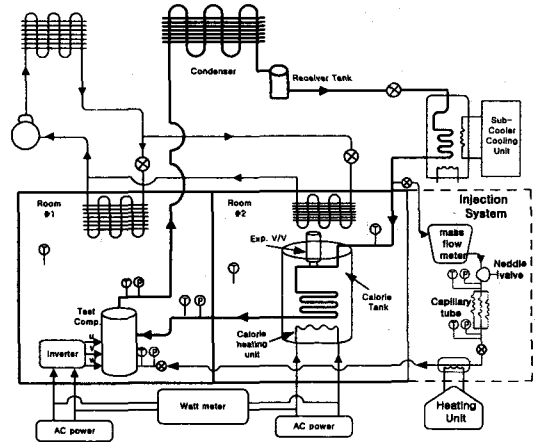 Condenser
Receiver Tank
Sub-
Cooler
Cooling
Unit
Room
#1
Room
#2
Injection
System
Exp. V/V
mass
flow
meter
Neddle
valve
Calorie
Tank
Capillary
tube
Test
Comp.
Calorie
heating
unit
Inverter
U
V
W
T
P
T
P
T
P
T
T
T
T
P
T
P
Heating
Unit
Watt meter
AC power
AC power